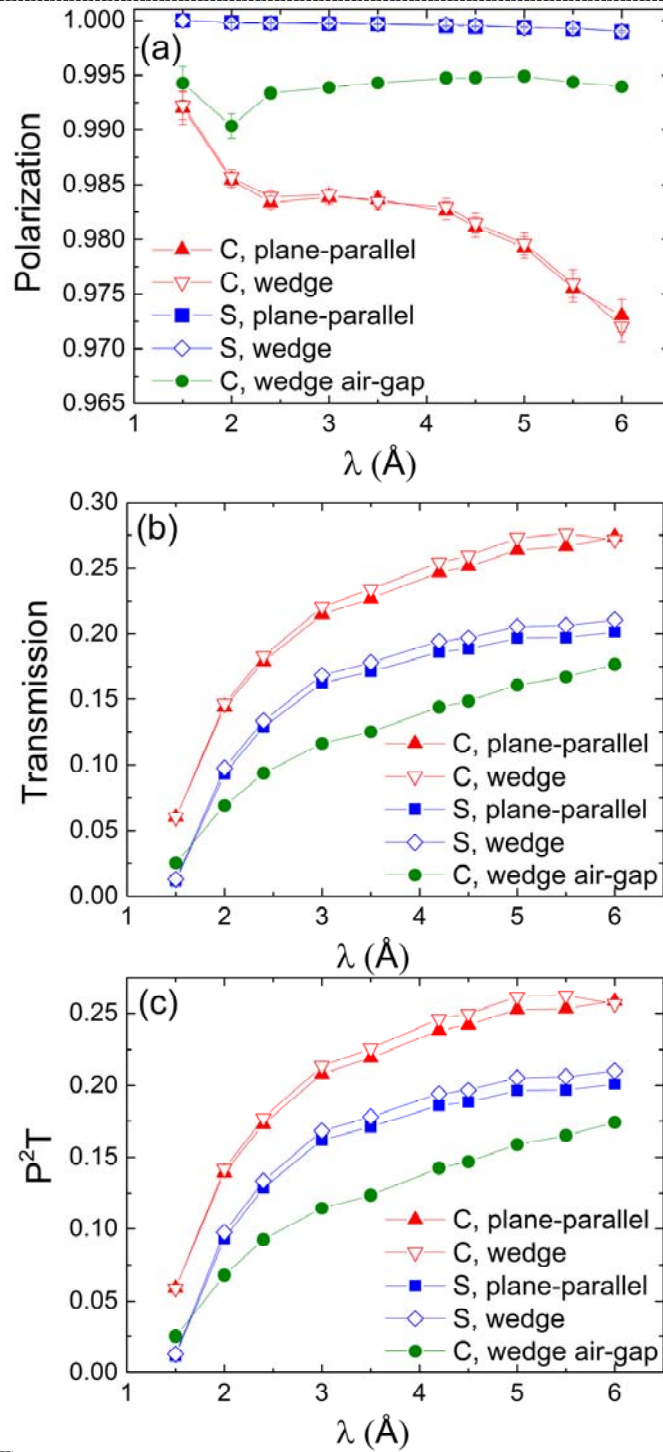 (a)
Polarization
1.000
0.995
0.990
0.985
0.980
0.975
0.970
0.965
C, plane-parallel
C, wedge
S, plane-parallel
S, wedge
C, wedge air-gap
1 2 3 4 5 6
λ (Å)
(b)
Transmission
0.30
0.25
0.20
0.15
0.10
0.05
0.00
C, plane-parallel
C, wedge
S, plane-parallel
S, wedge
C, wedge air-gap
1 2 3 4 5 6
λ (Å)
(c)
P²T
0.25
0.20
0.15
0.10
0.05
0.00
C, plane-parallel
C, wedge
S, plane-parallel
S, wedge
C, wedge air-gap
1 2 3 4 5 6
λ (Å)